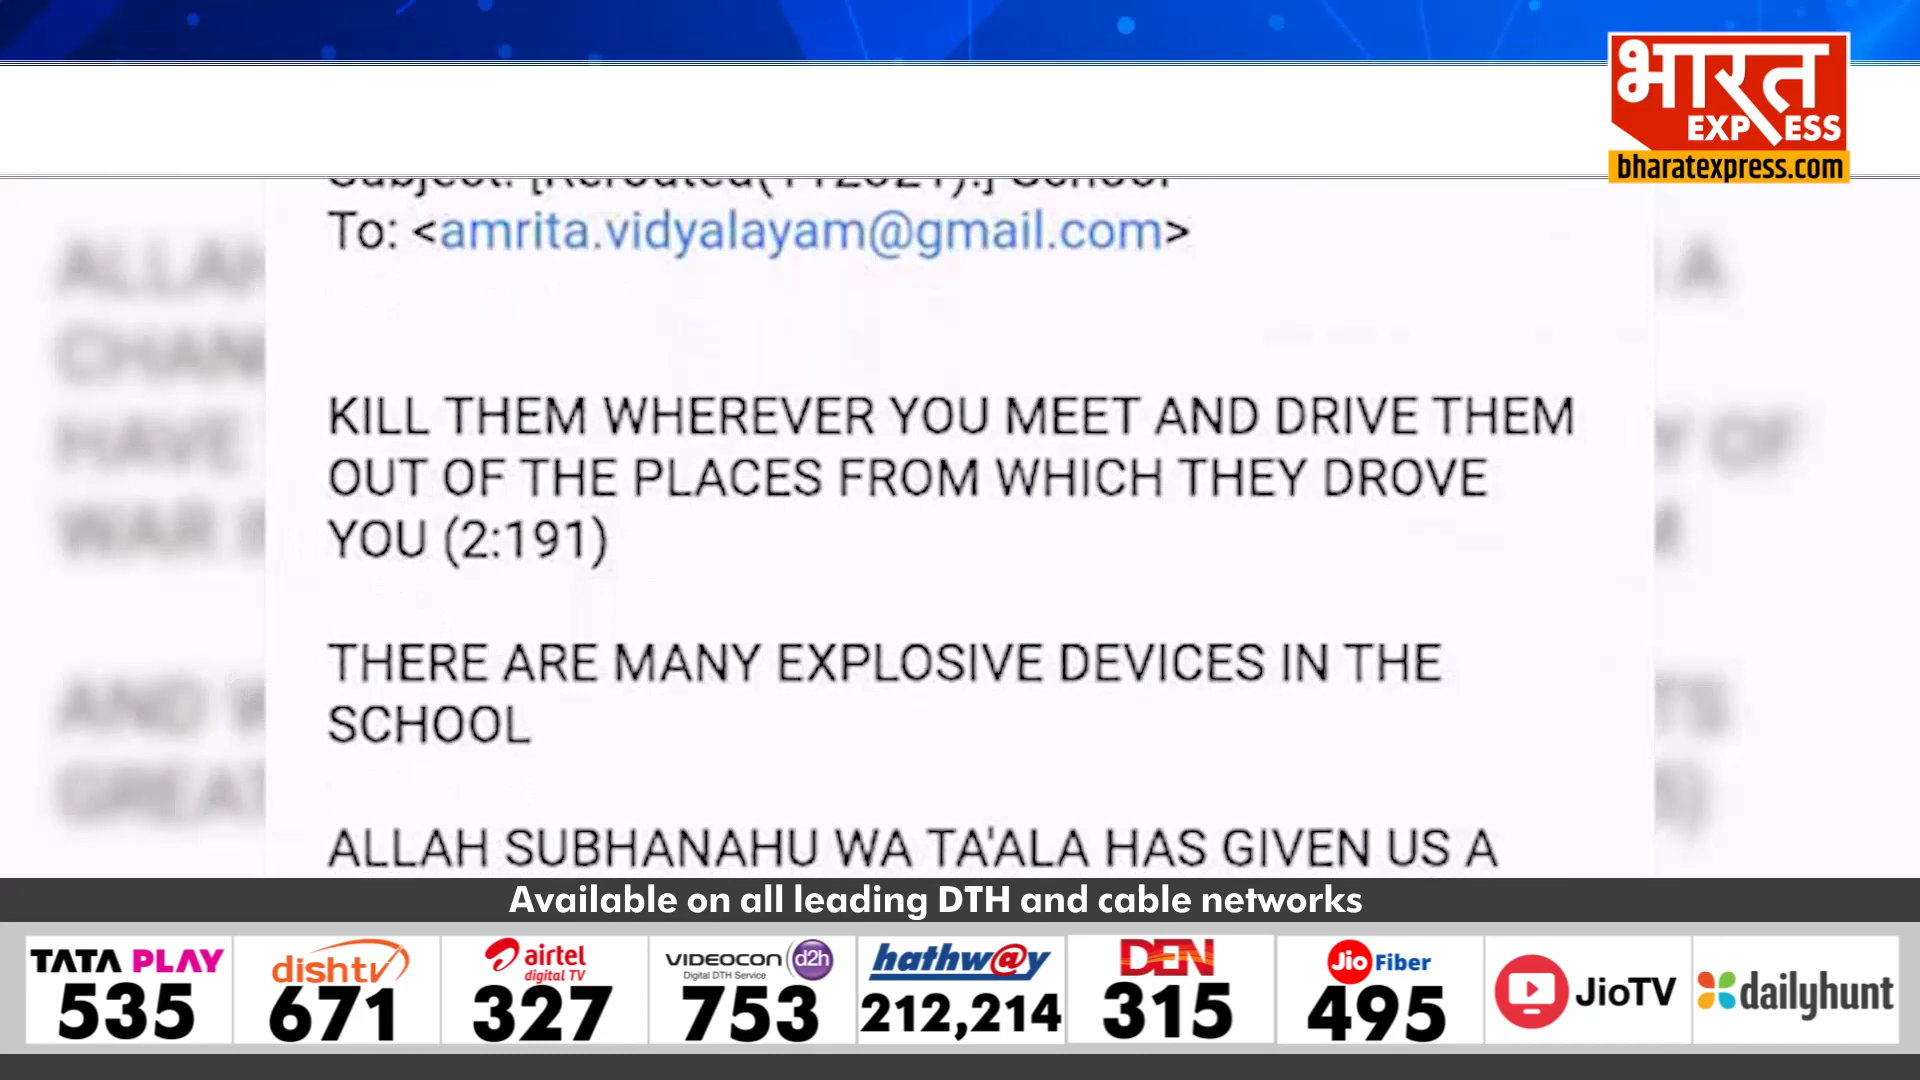 भारत
EXPRESS
bharatexpress.com
To: <amrita.vidyalayam@gmail.com>
KILL THEM WHEREVER YOU MEET AND DRIVE THEM
OUT OF THE PLACES FROM WHICH THEY DROVE
YOU (2:191)
THERE ARE MANY EXPLOSIVE DEVICES IN THE
SCHOOL
ALLAH SUBHANAHU WA TA'ALA HAS GIVEN US A
Available on all leading DTH and cable networks
TATA PLAY
535
dishtv
671
airtel
digital TV
327
VIDEOCON d2h
Digital DTH Service
753
hathw@y
212,214
DEN
315
Jio Fiber
495
JioTV
dailyhunt